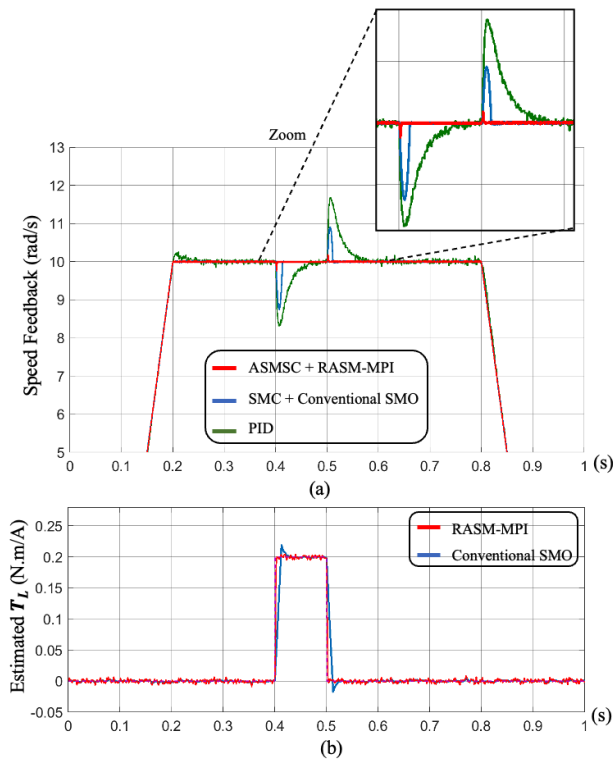 Zoom
13
12
11
10
9
8
7
6
5
Speed Feedback (rad/s)
ASMSC + RASM-MPI
SMC + Conventional SMO
PID
0 0.1 0.2 0.3 0.4 0.5 0.6 0.7 0.8 0.9 1 (s)
(a)
0.25
0.2
0.15
0.1
0.05
0
-0.05
Estimated T_L (N.m/A)
RASM-MPI
Conventional SMO
0 0.1 0.2 0.3 0.4 0.5 0.6 0.7 0.8 0.9 1 (s)
(b)